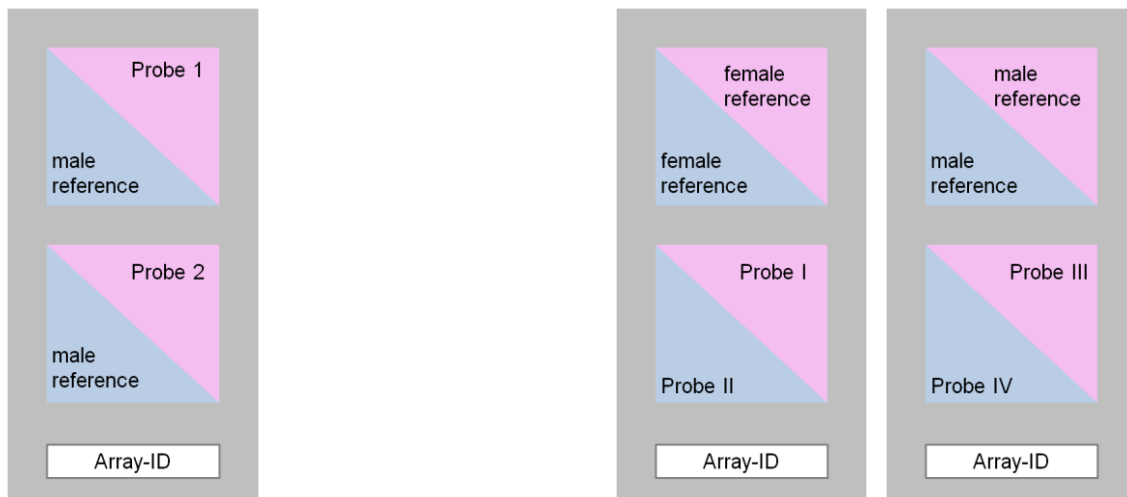 Probe 1
male
reference
Probe 2
male
reference
Array-ID
female
reference
female
reference
Probe I
Probe II
Array-ID
male
reference
male
reference
Probe III
Probe IV
Array-ID